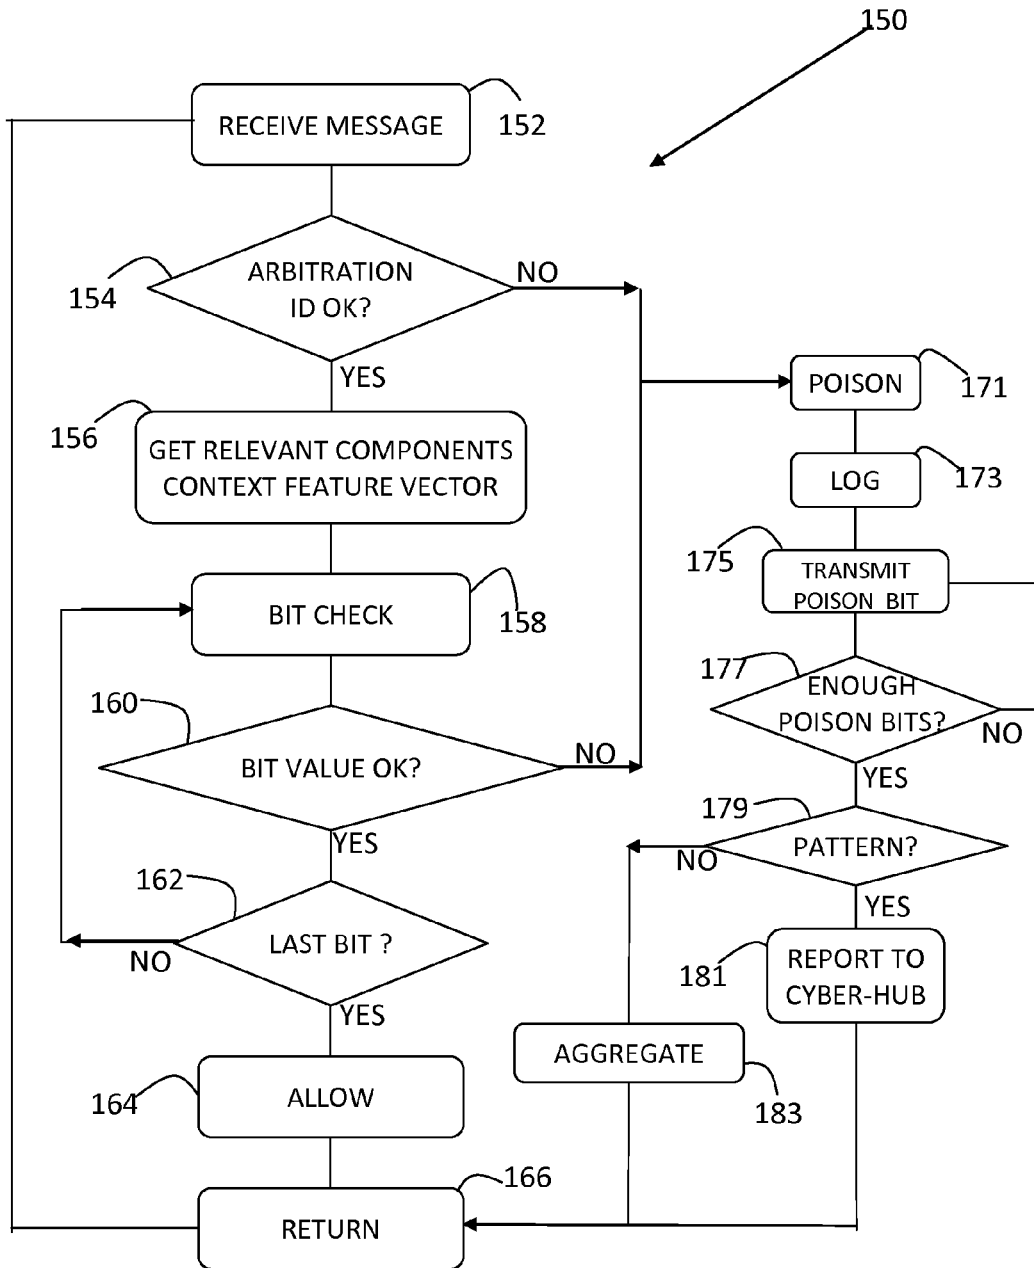 150
RECEIVE MESSAGE
152
ARBITRATION
ID OK?
154
NO
YES
156
GET RELEVANT COMPONENTS
CONTEXT FEATURE VECTOR
BIT CHECK
158
160
BIT VALUE OK?
NO
YES
162
LAST BIT ?
NO
YES
164
ALLOW
166
RETURN
POISON
171
LOG
173
175
TRANSMIT
POISON BIT
177
ENOUGH
POISON BITS?
NO
YES
179
PATTERN?
NO
YES
181
REPORT TO
CYBER-HUB
AGGREGATE
183